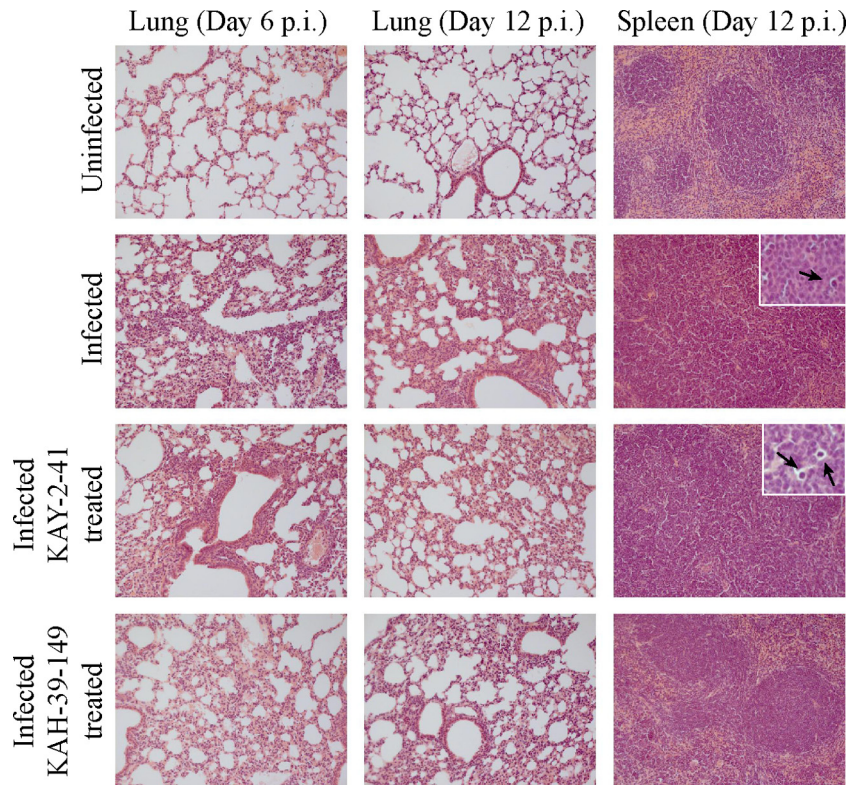 Lung (Day 6 p.i.)
Lung (Day 12 p.i.)
Spleen (Day 12 p.i.)
Uninfected
Infected
Infected
KAY-2-41
treated
Infected
KAH-39-149
treated